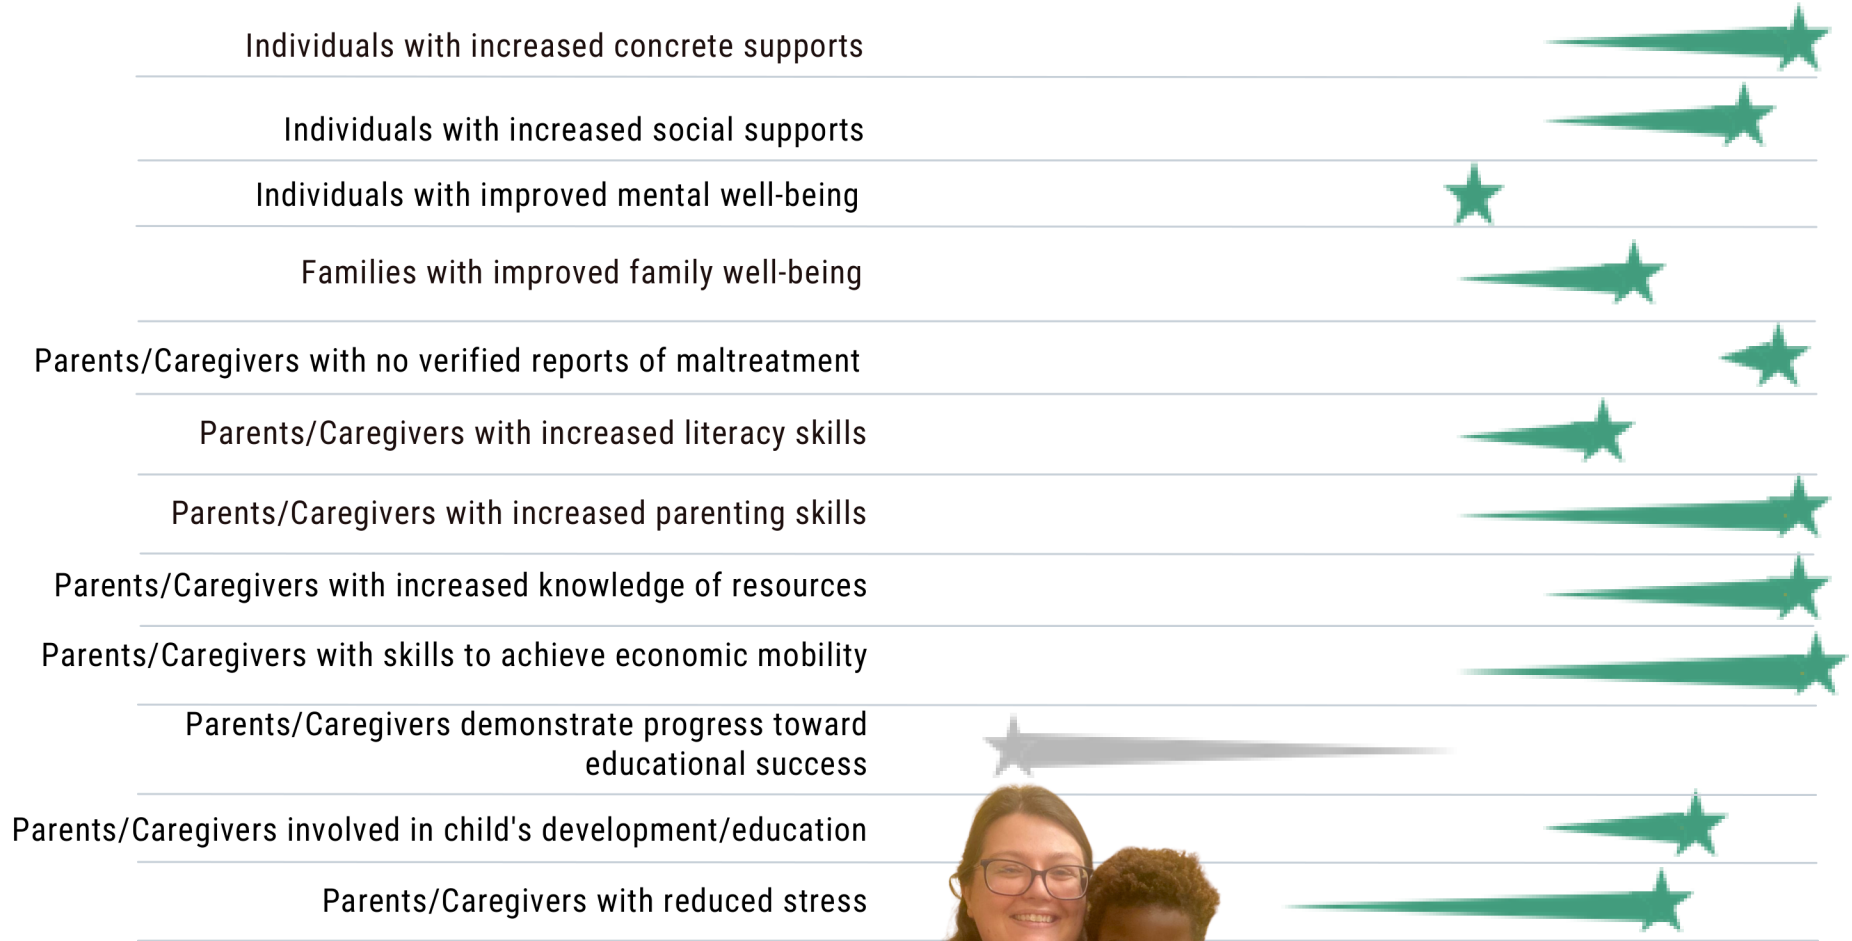 Individuals with increased concrete supports
Individuals with increased social supports
Individuals with improved mental well-being
Families with improved family well-being
Parents/Caregivers with no verified reports of maltreatment
Parents/Caregivers with increased literacy skills
Parents/Caregivers with increased parenting skills
Parents/Caregivers with increased knowledge of resources
Parents/Caregivers with skills to achieve economic mobility
Parents/Caregivers demonstrate progress toward
educational success
Parents/Caregivers involved in child's development/education
Parents/Caregivers with reduced stress